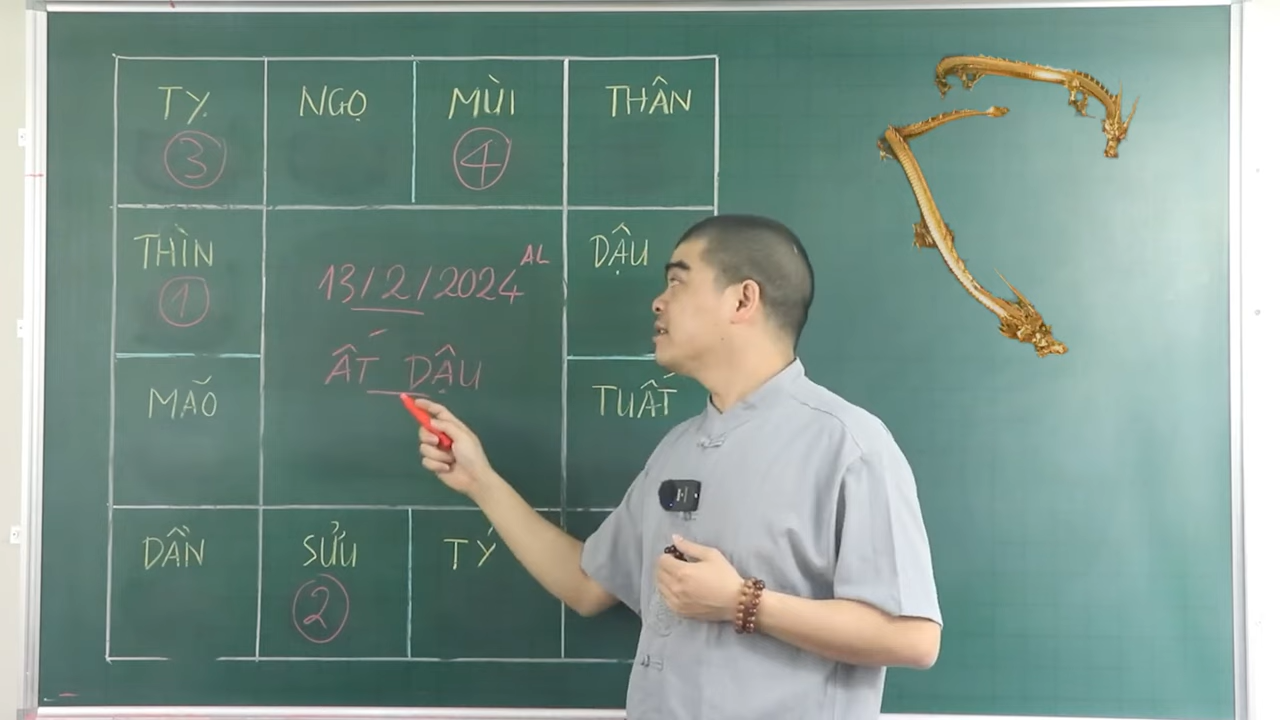 TỴ NGỌ MÙI THÂN
3 4
THÌN DẬU
1
13/2/2024 AL
ẤT DẬU
MÃO TUẤT
DẦN SỬU TÝ
2